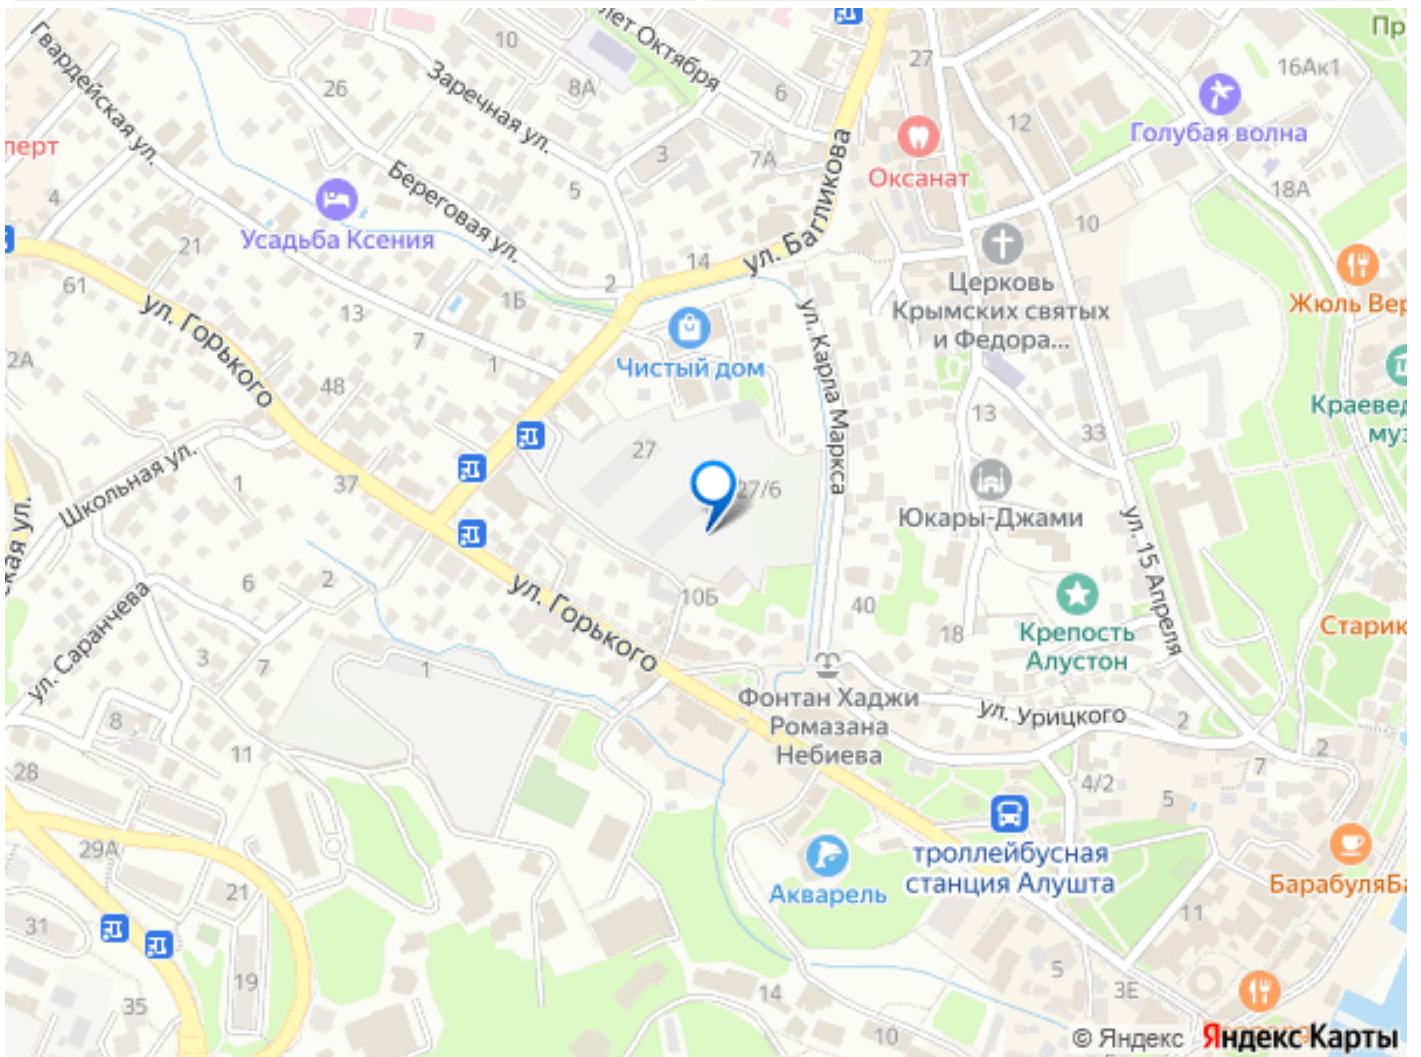 лет Октября
Пр
10
27
16Ак1
Гвардейская ул.
Заречная ул.
26
8А
6
12
Голубая волна
перт
3
7А
Оксанат
4
Береговая ул.
5
18А
ул. Багликова
10
21
Усадьба Ксения
14
Церковь
Крымских святых
и Федора...
61
2
1Б
Жюль Вер
ул. Горького
13
ул. Карла Маркса
2А
7
1
Чистый дом
48
Краевед
муз
13
33
Школьная ул.
27
1
37
27/6
Юкары-Джами
ул. 15 Апреля
ская ул.
6
2
ул. Горького
10Б
40
18
Крепость
Алустон
Старик
ул. Саранчева
3
7
1
Фонтан Хаджи
Ромазана
Небиева
ул. Урицкого
2
2
8
11
7
28
4/2
5
29А
троллейбусная
станция Алушта
Акварель
БарабуляБа
21
11
31
19
5
3Е
35
14
10
© Яндекс Яндекс Карты